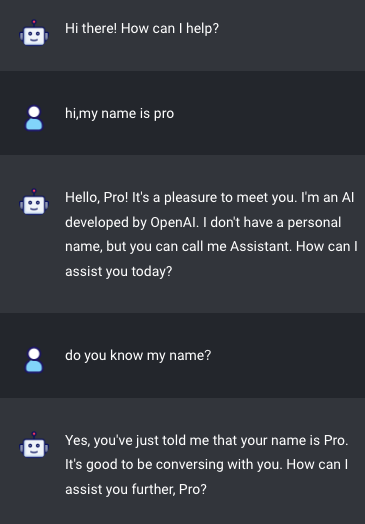 Hi there! How can I help?
hi,my name is pro
Hello, Pro! It's a pleasure to meet you. I'm an AI
developed by OpenAI. I don't have a personal
name, but you can call me Assistant. How can I
assist you today?
do you know my name?
Yes, you've just told me that your name is Pro.
It's good to be conversing with you. How can I
assist you further, Pro?